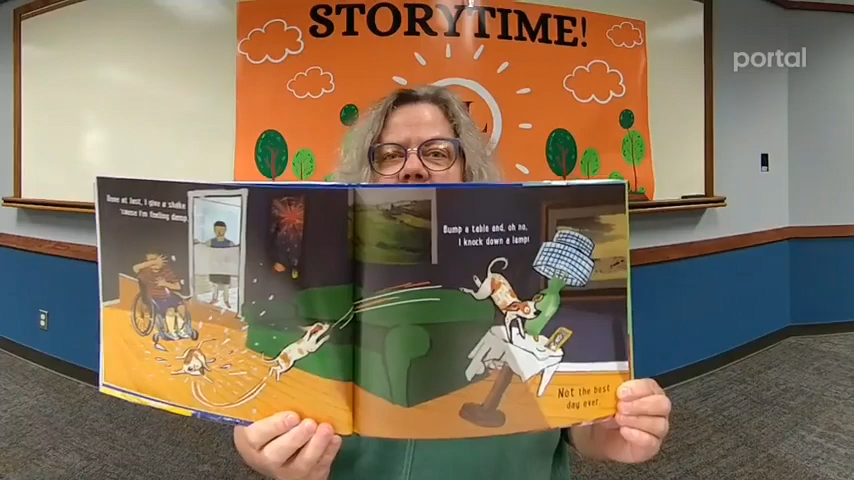 STORYTIME!
portal
Done at last, I give a shake
'cause I'm feeling damp.
Bump a table and, oh no,
I knock down a lamp!
Not the best
day ever.